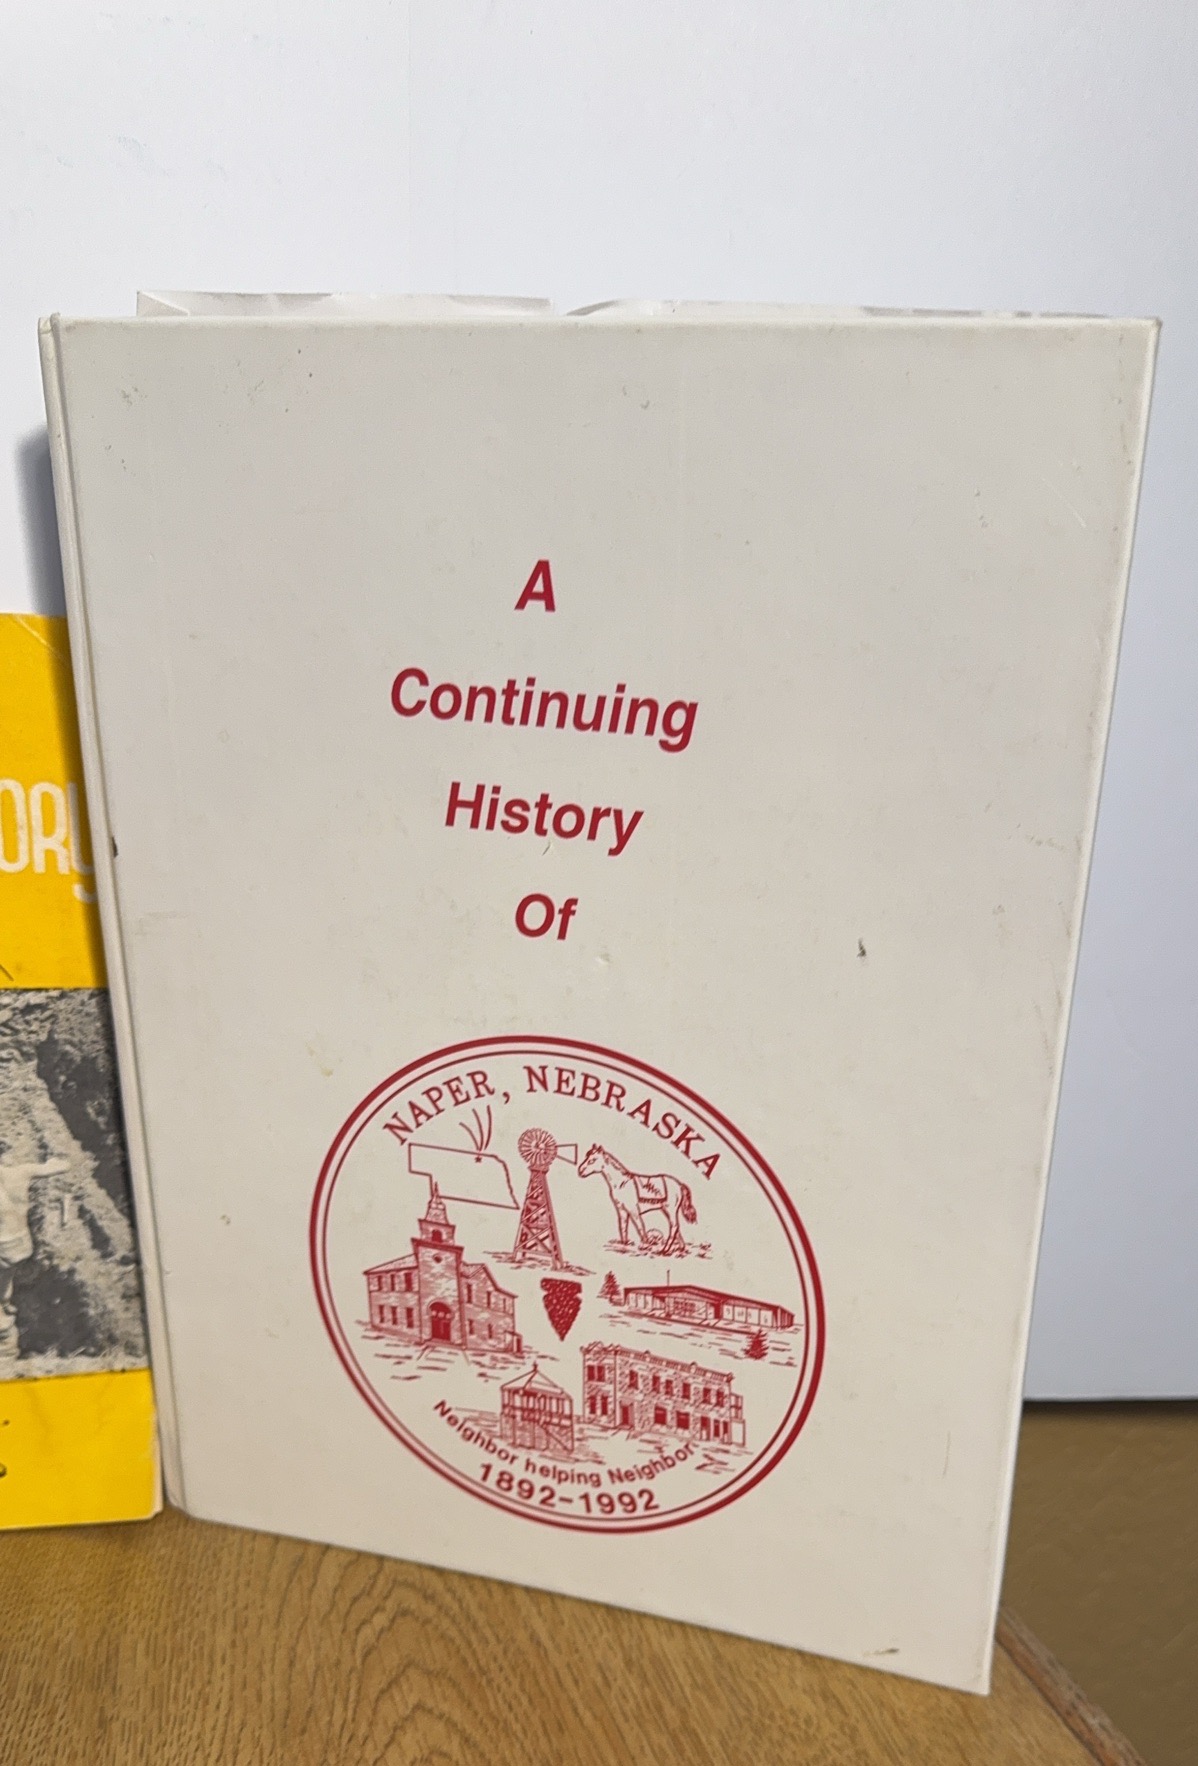 A
Continuing
History
Of
NAPER, NEBRASKA
Neighbor helping Neighbor
1892-1992